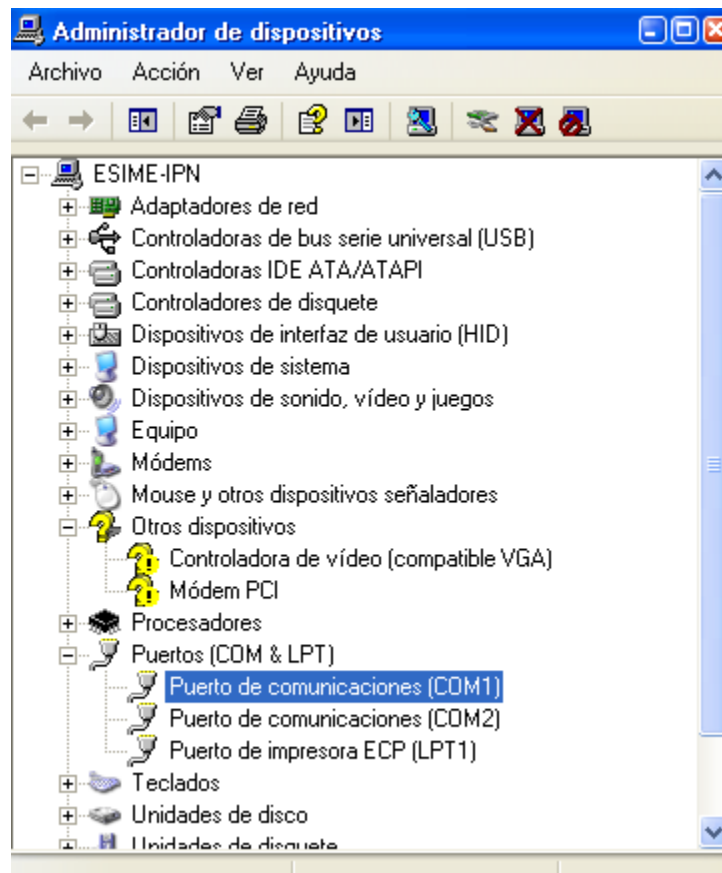 Administrador de dispositivos
Archivo Acción Ver Ayuda
ESIME-IPN
Adaptadores de red
Controladoras de bus serie universal (USB)
Controladoras IDE ATA/ATAPI
Controladores de disquete
Dispositivos de interfaz de usuario (HID)
Dispositivos de sistema
Dispositivos de sonido, vídeo y juegos
Equipo
Módems
Mouse y otros dispositivos señaladores
Otros dispositivos
Controladora de vídeo (compatible VGA)
Módem PCI
Procesadores
Puertos (COM & LPT)
Puerto de comunicaciones (COM1)
Puerto de comunicaciones (COM2)
Puerto de impresora ECP (LPT1)
Teclados
Unidades de disco
Unidades de disquete